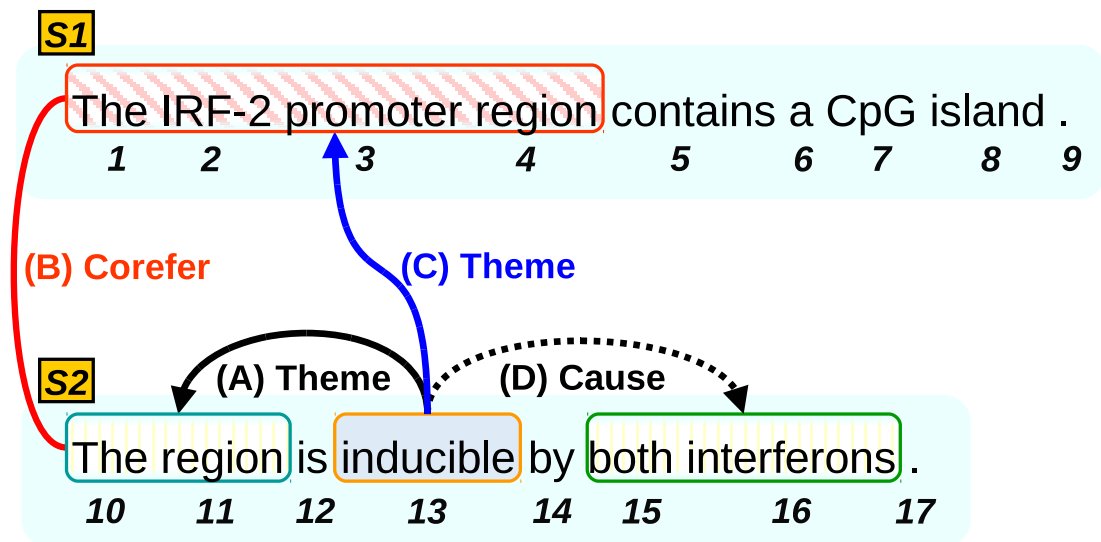 S1
The IRF-2 promoter region contains a CpG island .
1 2 3 4 5 6 7 8 9
(B) Corefer (C) Theme
(A) Theme (D) Cause
S2
The region is inducible by both interferons .
10 11 12 13 14 15 16 17